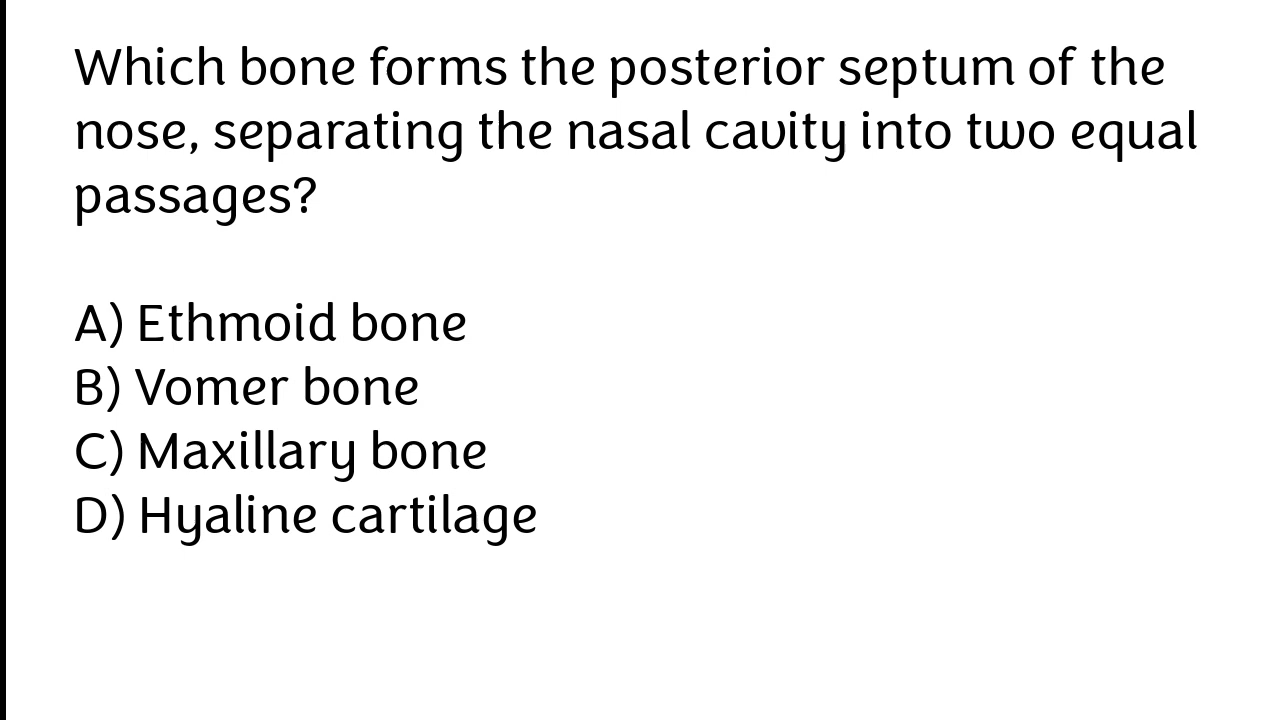 Which bone forms the posterior septum of the
nose, separating the nasal cavity into two equal
passages?
A) Ethmoid bone
B) Vomer bone
C) Maxillary bone
D) Hyaline cartilage